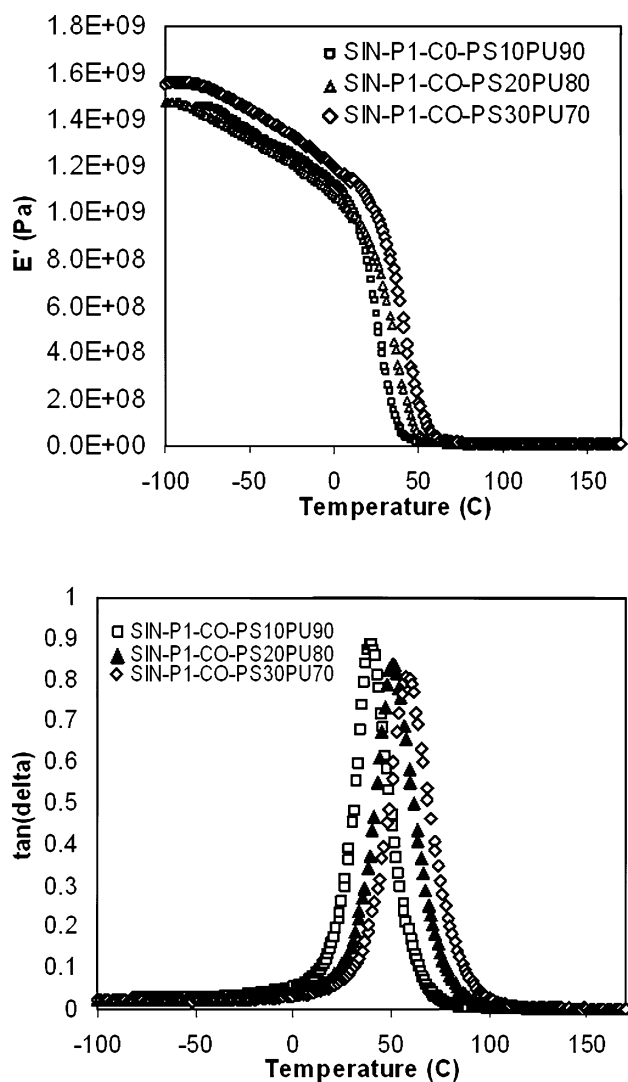 1.8E+09
1.6E+09
1.4E+09
1.2E+09
1.0E+09
8.0E+08
6.0E+08
4.0E+08
2.0E+08
0.0E+00
E' (Pa)
SIN-P1-C0-PS10PU90
SIN-P1-CO-PS20PU80
SIN-P1-CO-PS30PU70
-100 -50 0 50 100 150
Temperature (C)
1
0.9
0.8
0.7
0.6
0.5
0.4
0.3
0.2
0.1
0
tan(delta)
SIN-P1-CO-PS10PU90
SIN-P1-CO-PS20PU80
SIN-P1-CO-PS30PU70
-100 -50 0 50 100 150
Temperature (C)